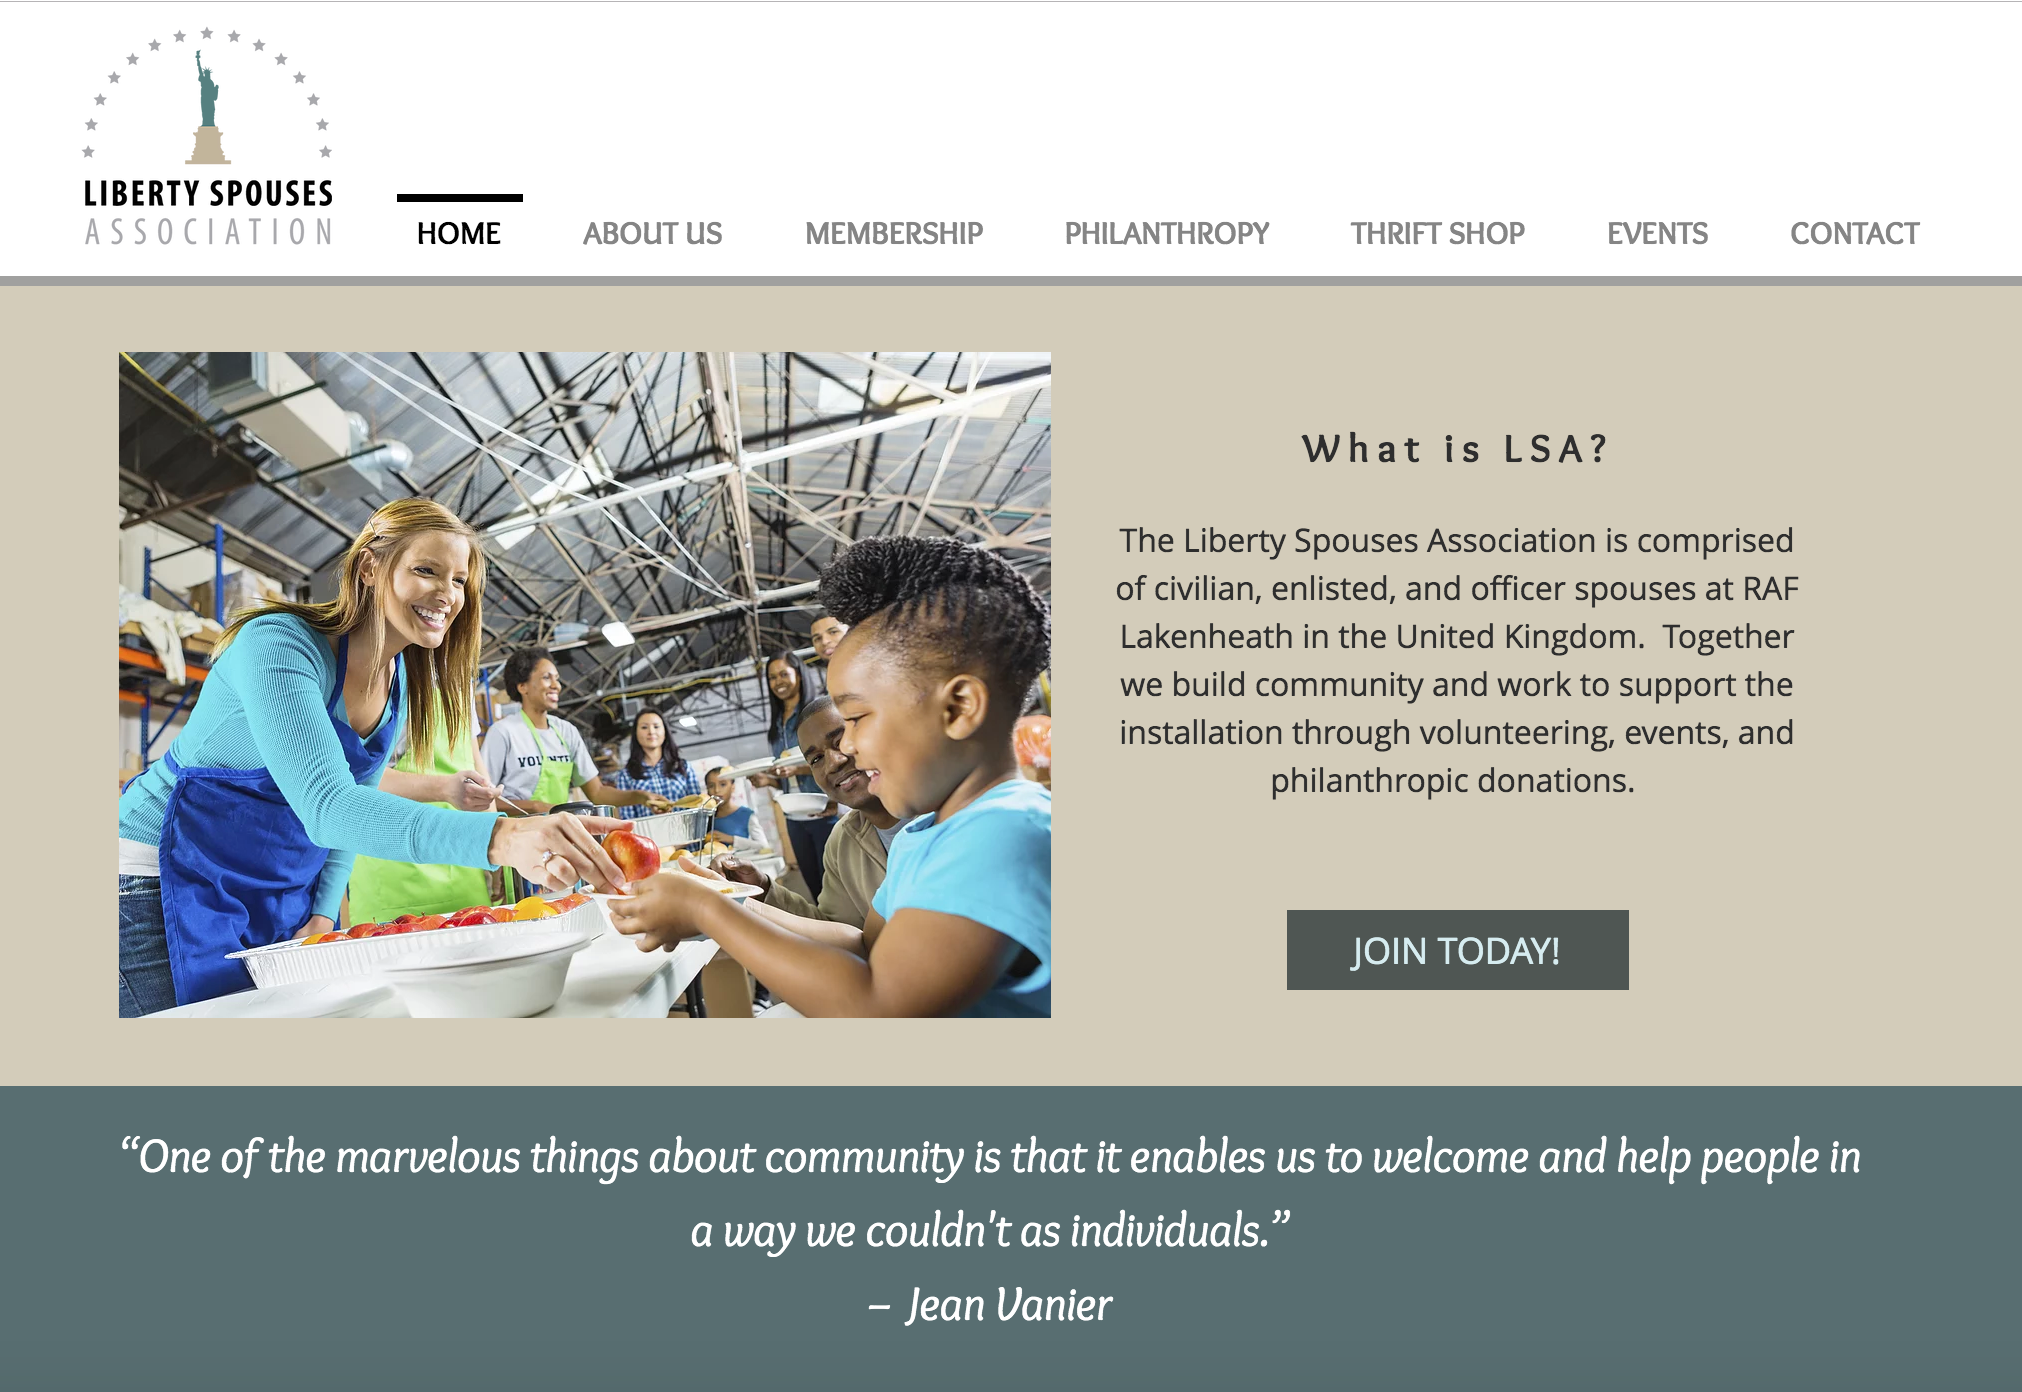 LIBERTY SPOUSES
ASSOCIATION
HOME ABOUT US MEMBERSHIP PHILANTHROPY THRIFT SHOP EVENTS CONTACT
What is LSA?
The Liberty Spouses Association is comprised
of civilian, enlisted, and officer spouses at RAF
Lakenheath in the United Kingdom.  Together
we build community and work to support the
installation through volunteering, events, and
philanthropic donations.
JOIN TODAY!
“One of the marvelous things about community is that it enables us to welcome and help people in
a way we couldn't as individuals.”
–  Jean Vanier